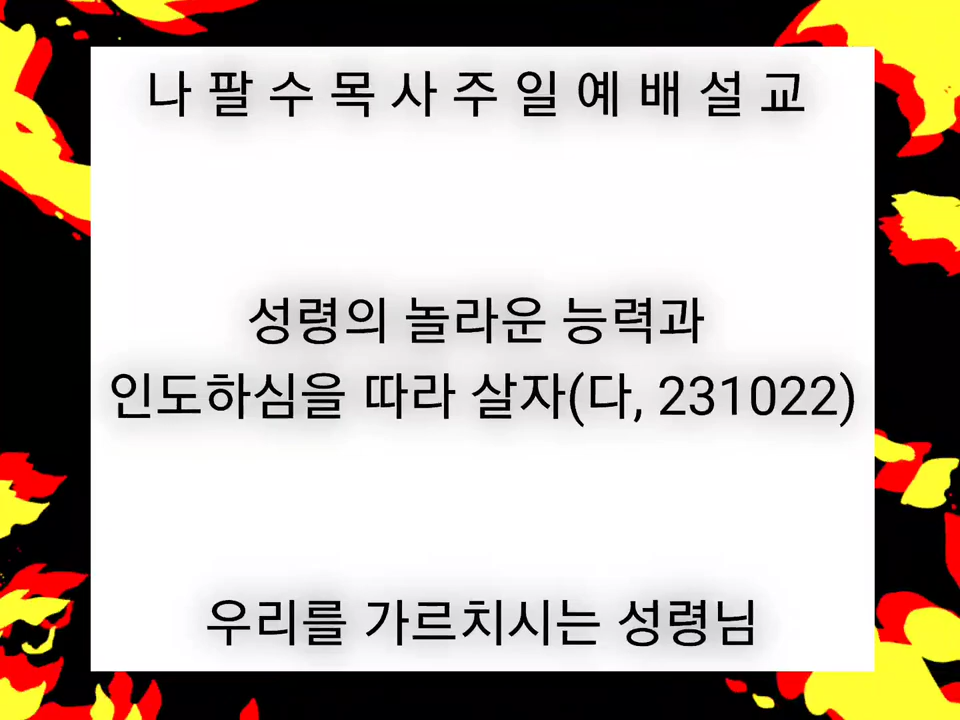 나 팔 수 목 사 주 일 예 배 설 교
성령의 놀라운 능력과
인도하심을 따라 살자(다, 231022)
우리를 가르치시는 성령님